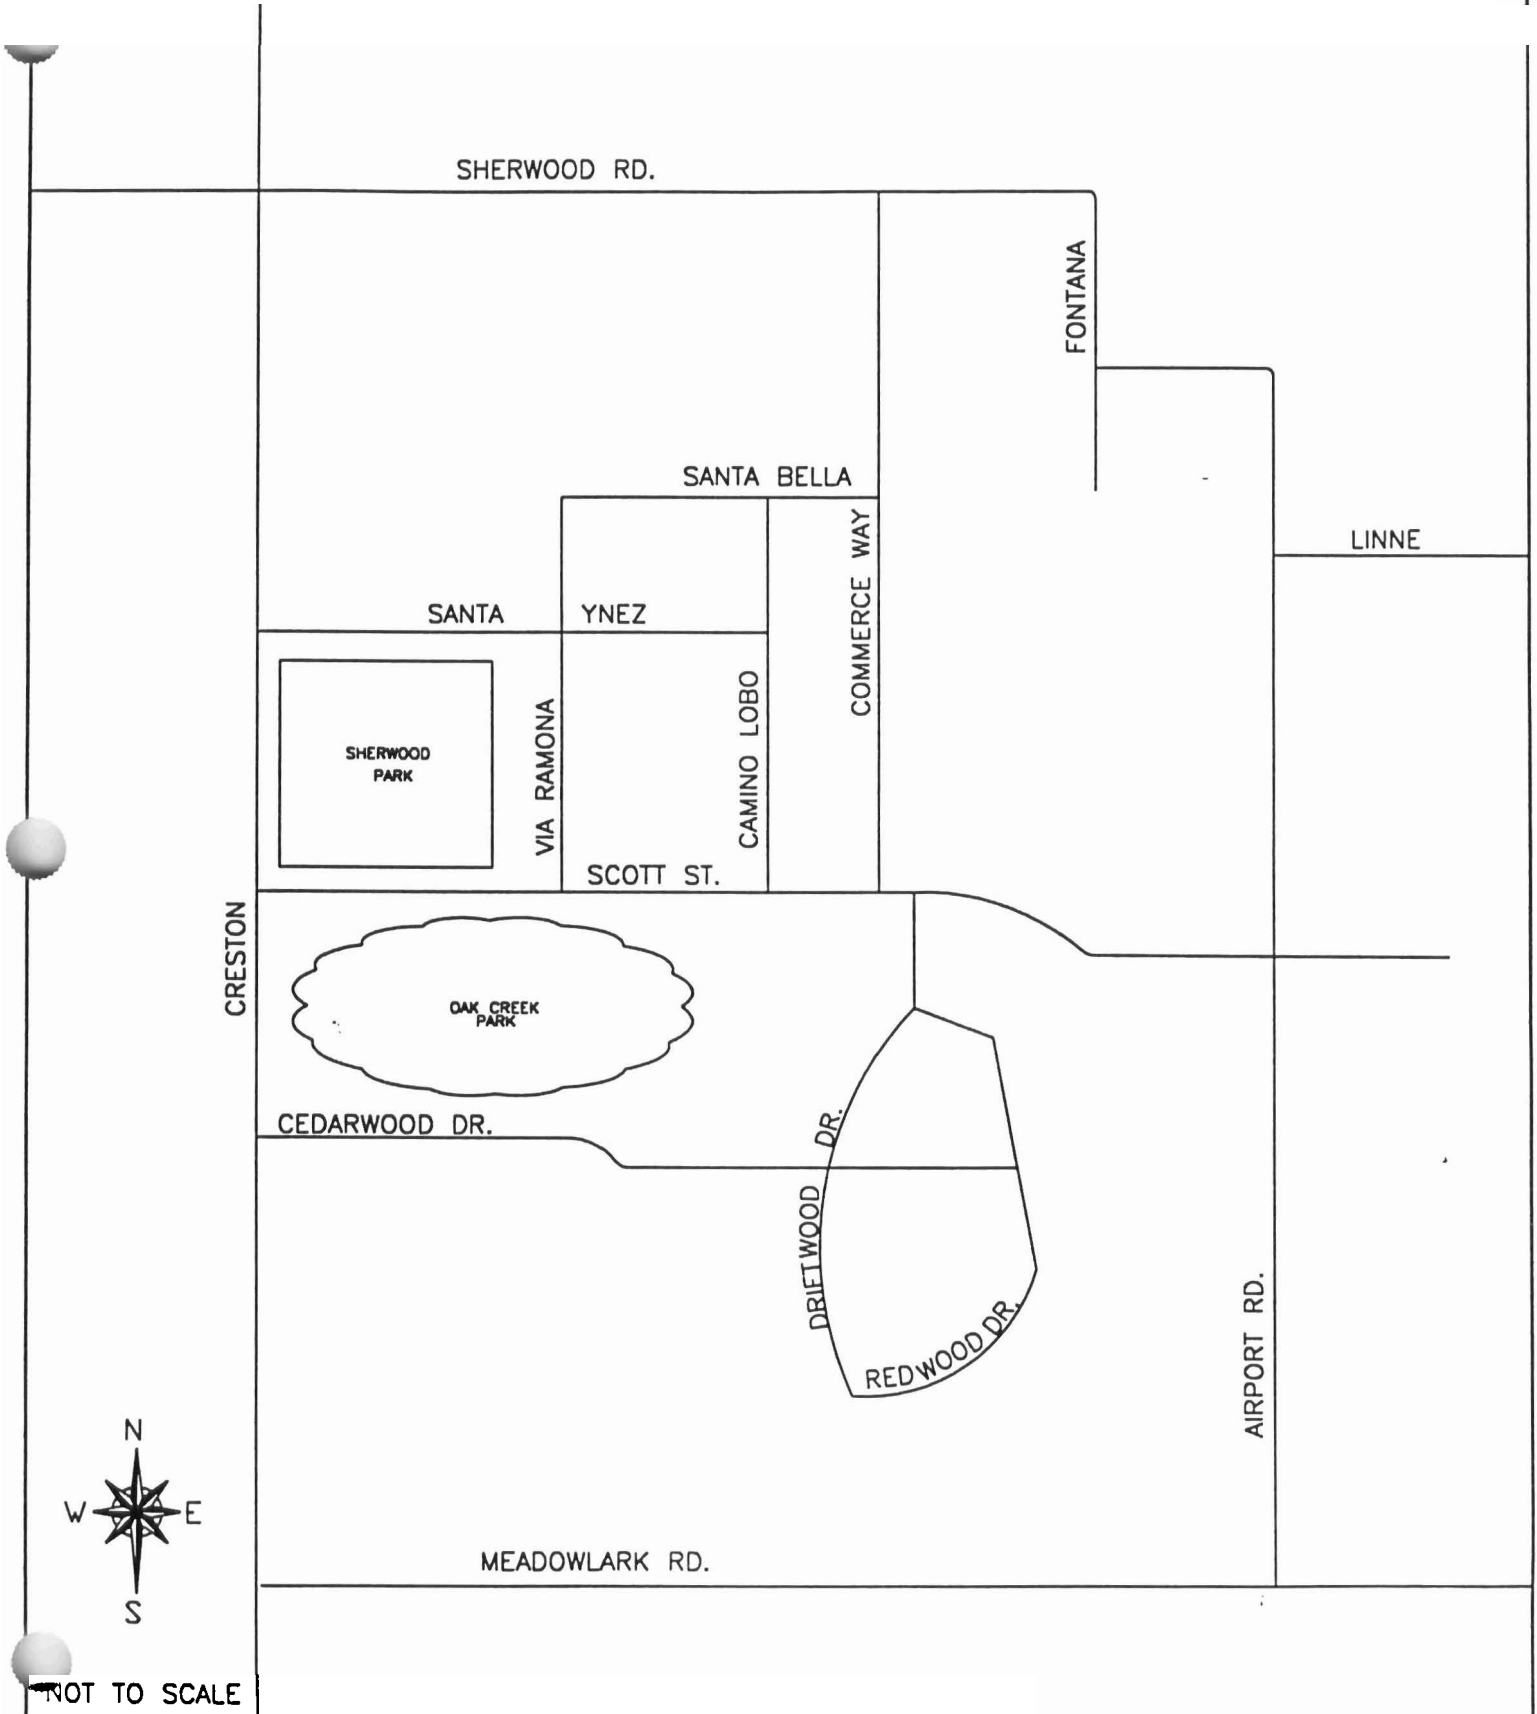 SHERWOOD RD.
FONTANA
SANTA BELLA
LINNE
COMMERCE WAY
SANTA YNEZ
SHERWOOD
PARK
VIA RAMONA
CAMINO LOBO
SCOTT ST.
CRESTON
OAK CREEK
PARK
CEDARWOOD DR.
DRIFTWOOD DR.
REDWOOD DR.
AIRPORT RD.
N
W E
S
MEADOWLARK RD.
NOT TO SCALE